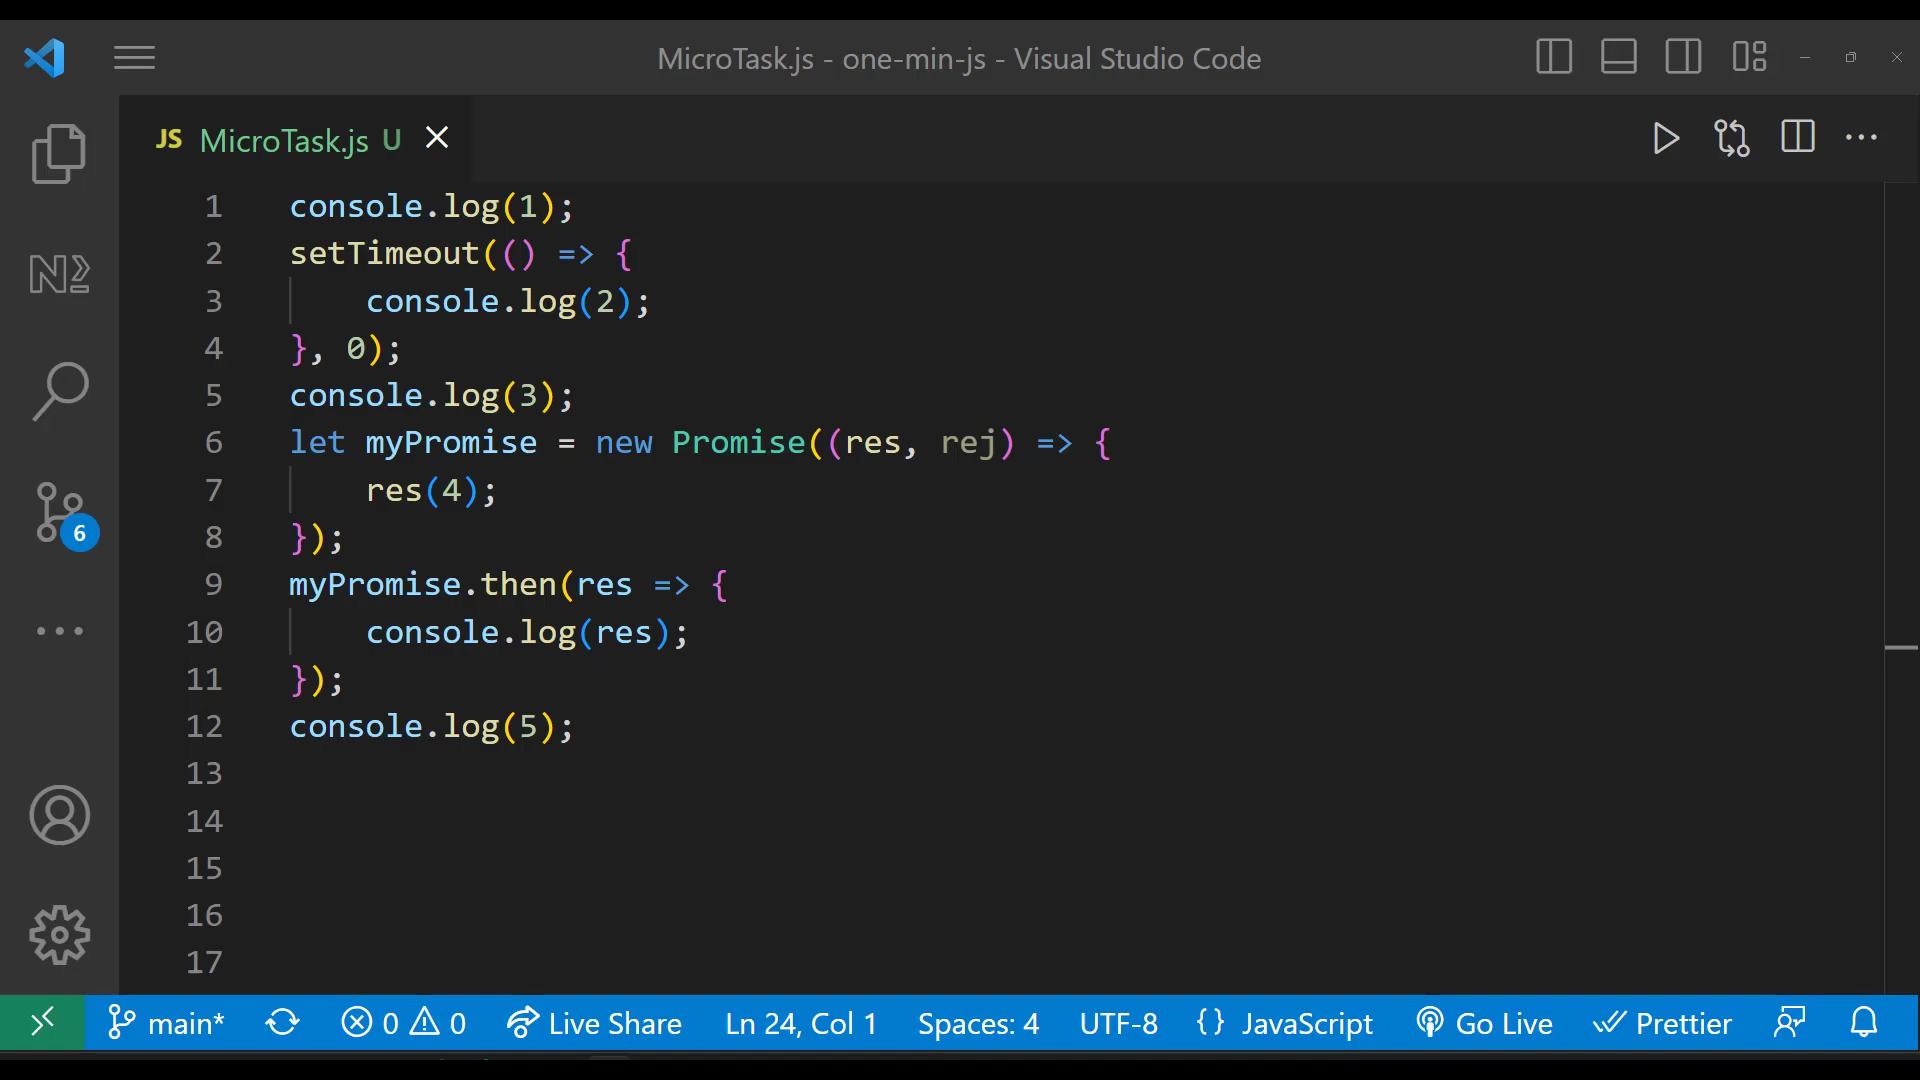 MicroTask.js - one-min-js - Visual Studio Code
JS MicroTask.js U
1 console.log(1);
2 setTimeout(() => {
3 console.log(2);
4 }, 0);
5 console.log(3);
6 let myPromise = new Promise((res, rej) => {
7 res(4);
8 });
9 myPromise.then(res => {
10 console.log(res);
11 });
12 console.log(5);
13
14
15
16
17
6
main* 0 0 Live Share Ln 24, Col 1 Spaces: 4 UTF-8 {} JavaScript Go Live Prettier